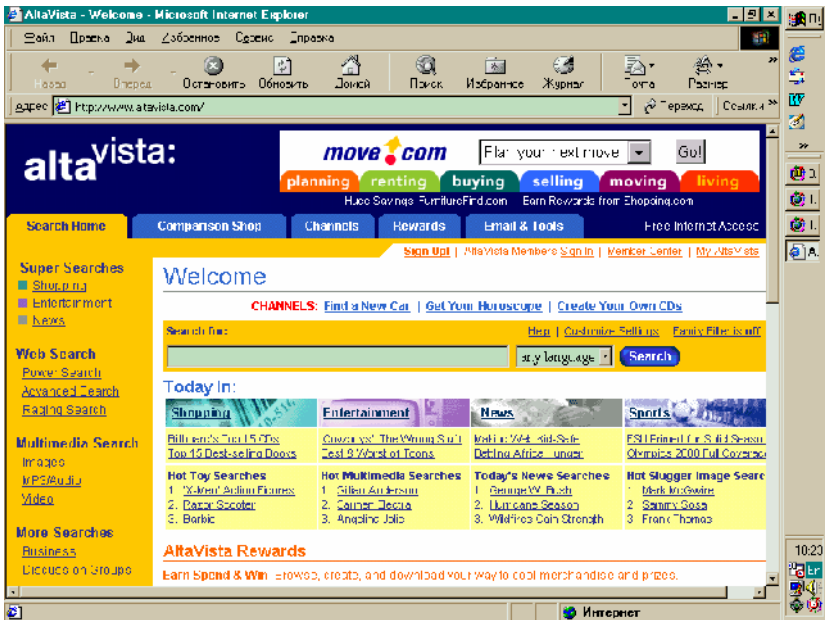 AltaVista - Welcome - Microsoft Internet Explorer
Файл Правка Вид Избранное Сервис Справка
Назад Вперед Остановить Обновить Домой Поиск Избранное Журнал Почта
Адрес http://www.altavista.com/ Переход Ссылки
altavista:
move.com Plan your next move Go!
planning renting buying selling moving living
Huge Savings FurnitureFind.com Earn Rewards from Shopping.com
Search Home Comparison Shop Channels Rewards Email & Tools Free Internet Access
Sign Up! | AltaVista Members Sign In | Member Center | My AltaVista
Super Searches
Shopping
Entertainment
News
Web Search
Power Search
Advanced Search
Raging Search
Multimedia Search
Images
MP3/Audio
Video
More Searches
Business
Discussion Groups
Welcome
CHANNELS: Find a New Car | Get Your Horoscope | Create Your Own CDs
Search for: Help | Customize Settings Family Filter is off
any language Search
Today In:
Shopping Entertainment News Sports
Billboard's Top 15 CDs
Top 15 Best-selling Books
Hot Toy Searches
1. 'X-Men' Action Figures
2. Razor Scooter
3. Barbie
Hot Multimedia Searches
1. Gillian Anderson
2. Carmen Electra
3. Angelina Jolie
Today's News Searches
1. George W. Bush
2. Hurricane Season
3. Wildfires Gain Strength
Olympics 2000 Full Coverage
Hot Slugger Image Searc
1. Mark McGwire
2. Sammy Sosa
3. Frank Thomas
AltaVista Rewards
Earn Spend & Win Browse, create, and download your way to cool merchandise and prizes.
Интернет
10:20
En